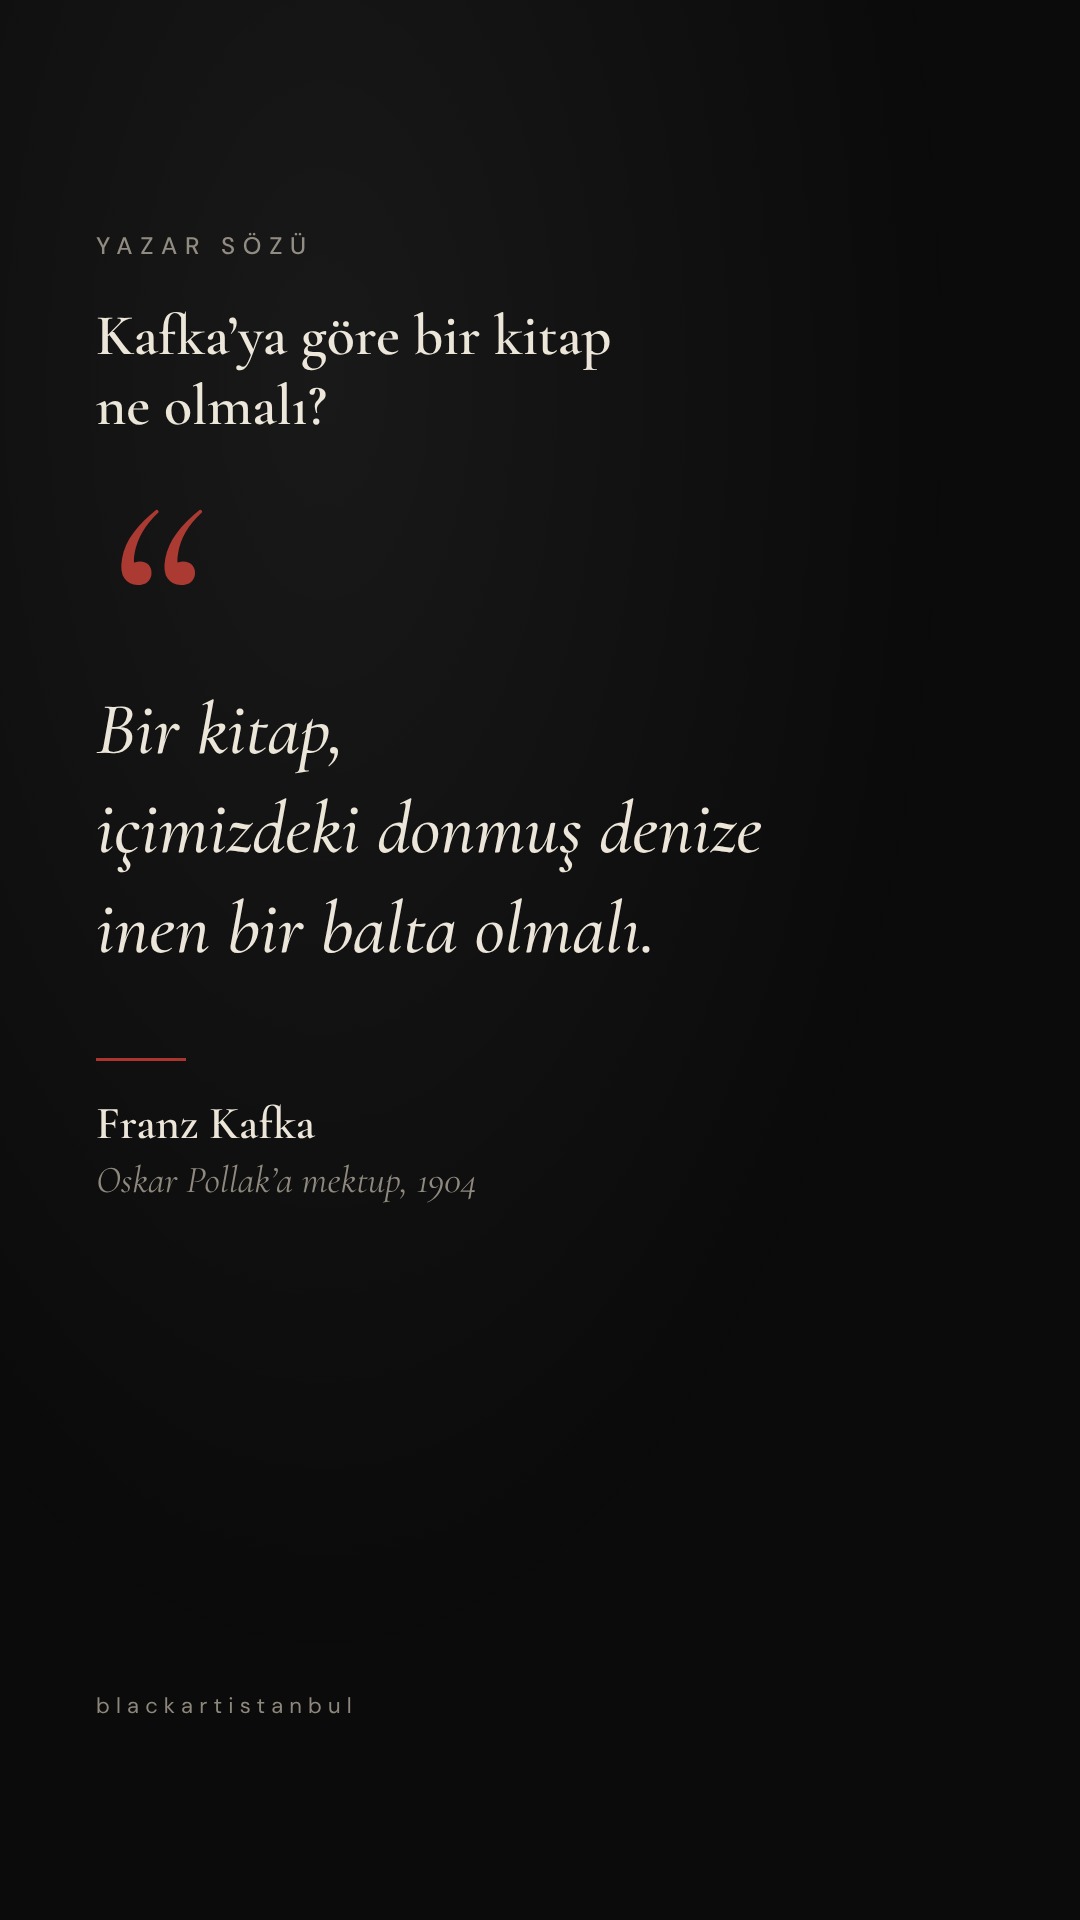 YAZAR SÖZÜ
Kafka’ya göre bir kitap
ne olmalı?
“
Bir kitap,
içimizdeki donmuş denize
inen bir balta olmalı.
Franz Kafka
Oskar Pollak’a mektup, 1904
blackartistanbul